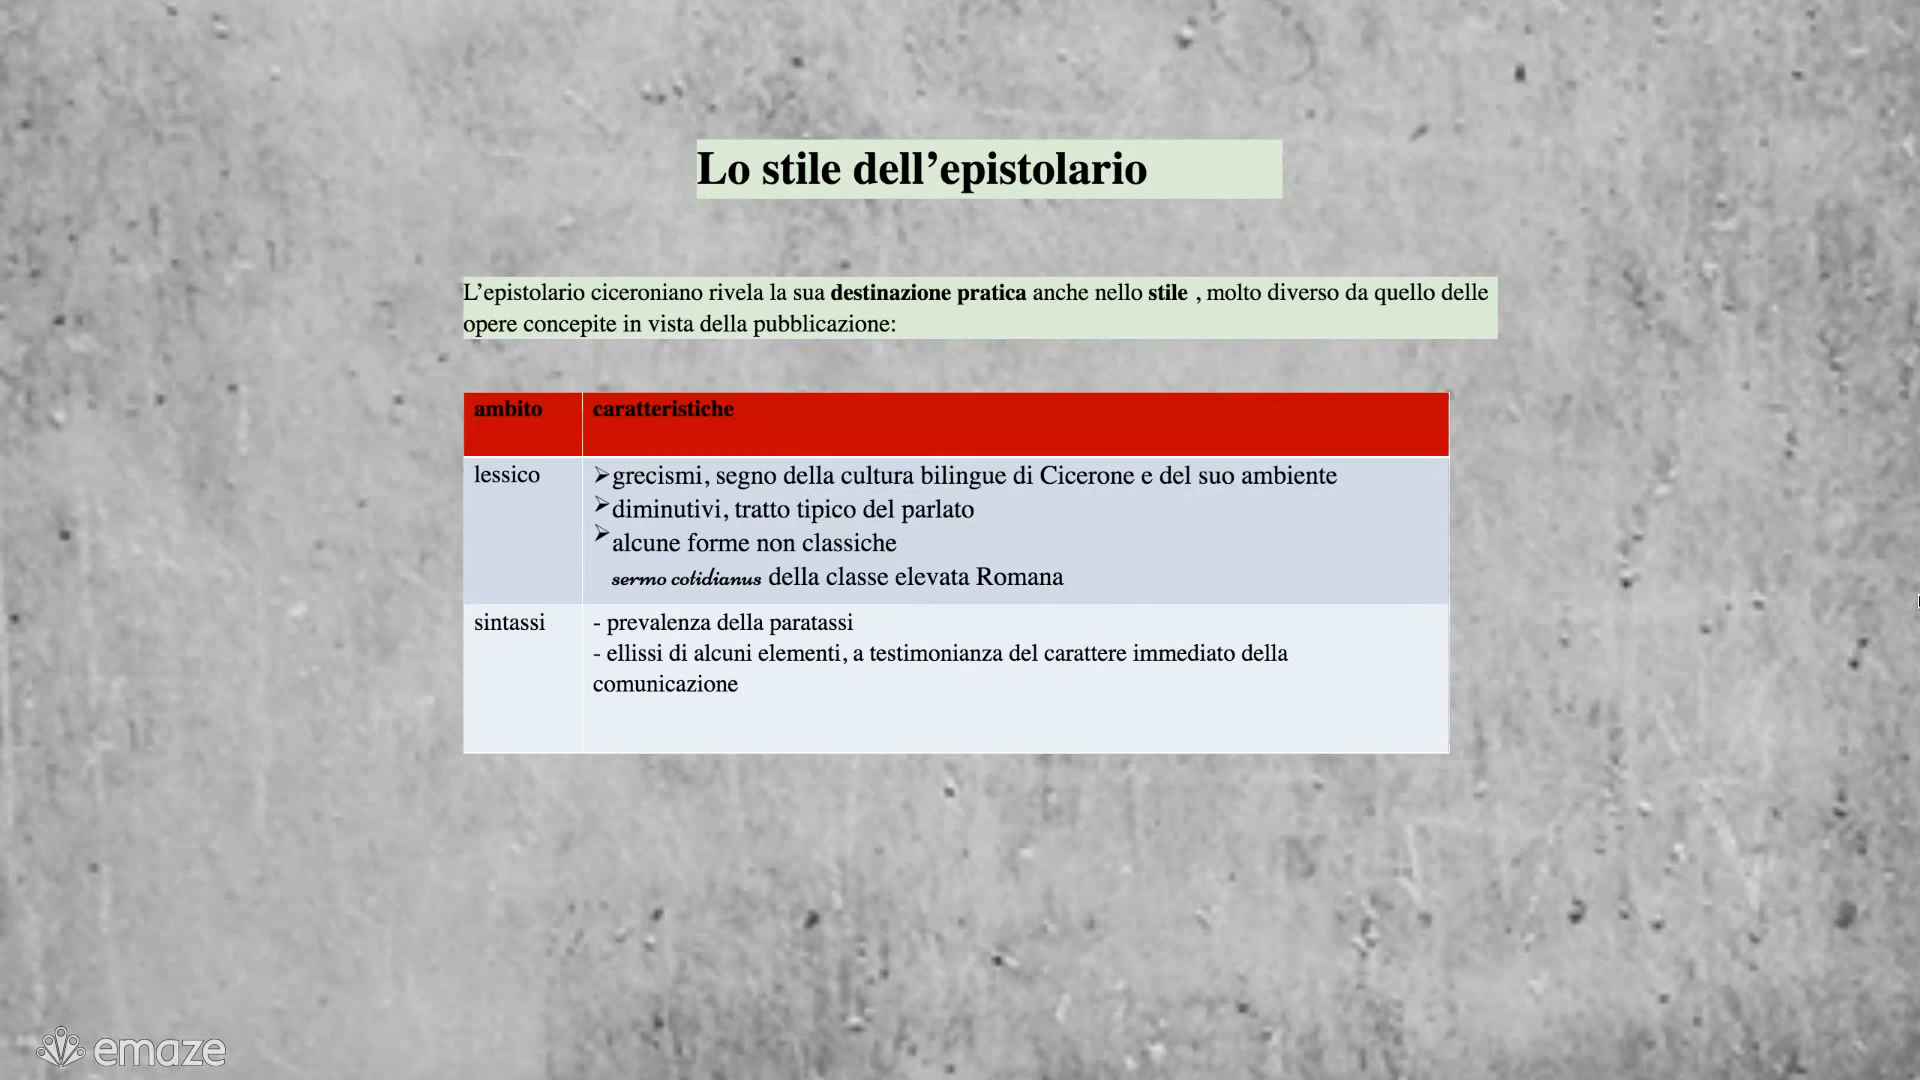 Lo stile dell’epistolario
L’epistolario ciceroniano rivela la sua destinazione pratica anche nello stile , molto diverso da quello delle
opere concepite in vista della pubblicazione:
ambito
caratteristiche
lessico
➢grecismi, segno della cultura bilingue di Cicerone e del suo ambiente
➢diminutivi, tratto tipico del parlato
➢alcune forme non classiche
sermo cotidianus della classe elevata Romana
sintassi
- prevalenza della paratassi
- ellissi di alcuni elementi, a testimonianza del carattere immediato della
comunicazione
emaze